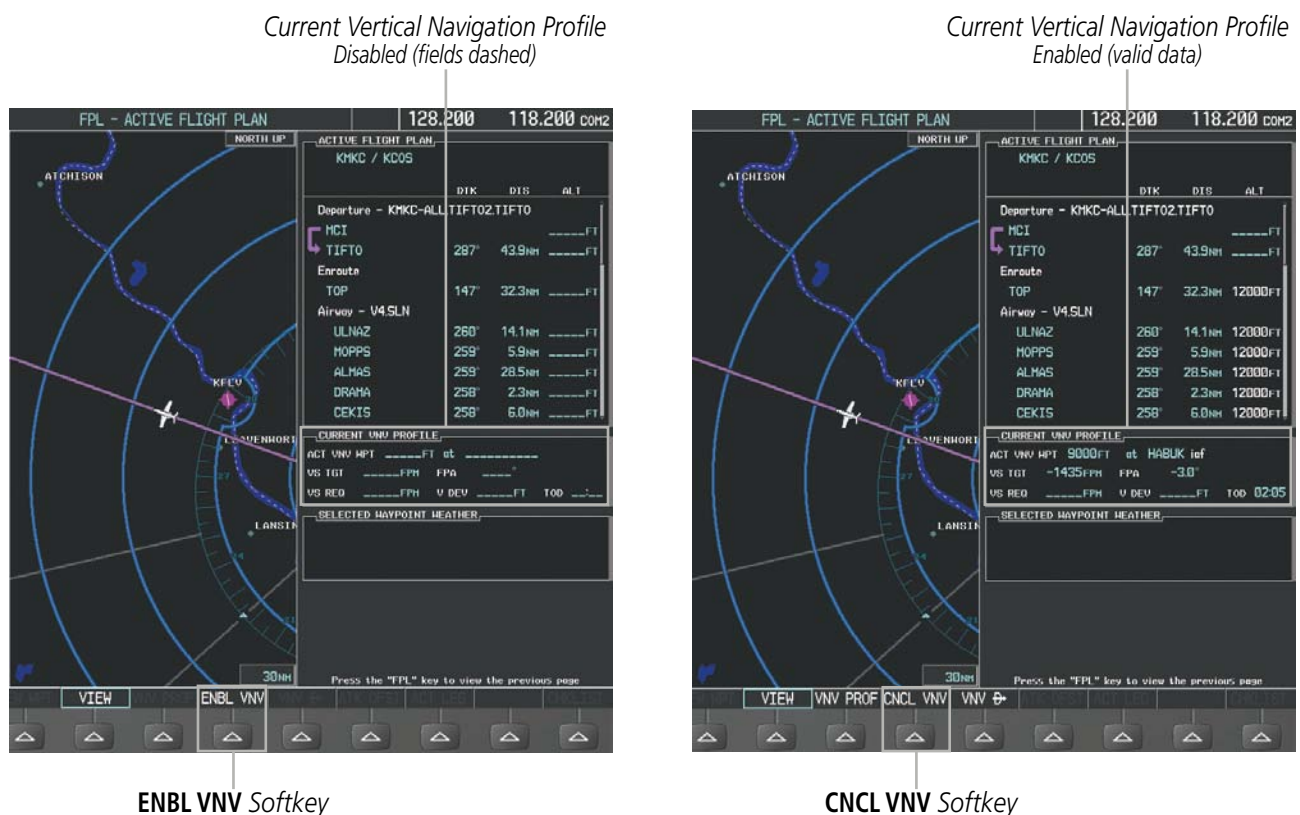 Current Vertical Navigation Profile
Disabled (fields dashed)
FPL – ACTIVE FLIGHT PLAN
128.200 118.200 COM2
NORTH UP
ATCHISON
KFLV
LANSIN
30NM
ACTIVE FLIGHT PLAN
KMKC / KCOS
DTK DIS ALT
Departure – KMKC-ALL.TIFTO2.TIFTO
MCI _____FT
TIFTO 287° 43.9NM _____FT
Enroute
TOP 147° 32.3NM _____FT
Airway – V4.SLN
ULNAZ 260° 14.1NM _____FT
MOPPS 259° 5.9NM _____FT
ALMAS 259° 28.5NM _____FT
DRAMA 258° 2.3NM _____FT
CEKIS 258° 6.0NM _____FT
CURRENT VNV PROFILE
ACT VNV WPT _____FT at __________
VS TGT _____FPM FPA ____°
VS REQ _____FPM V DEV _____FT TOD __:__
SELECTED WAYPOINT WEATHER
Press the "FPL" key to view the previous page
VIEW ENBL VNV
ENBL VNV Softkey
Current Vertical Navigation Profile
Enabled (valid data)
FPL – ACTIVE FLIGHT PLAN
128.200 118.200 COM2
NORTH UP
ATCHISON
KFLV
LANSIN
30NM
ACTIVE FLIGHT PLAN
KMKC / KCOS
DTK DIS ALT
Departure – KMKC-ALL.TIFTO2.TIFTO
MCI _____FT
TIFTO 287° 43.9NM _____FT
Enroute
TOP 147° 32.3NM 12000FT
Airway – V4.SLN
ULNAZ 260° 14.1NM 12000FT
MOPPS 259° 5.9NM 12000FT
ALMAS 259° 28.5NM 12000FT
DRAMA 258° 2.3NM 12000FT
CEKIS 258° 6.0NM 12000FT
CURRENT VNV PROFILE
ACT VNV WPT 9000FT at HABUK iaf
VS TGT -1435FPM FPA -3.0°
VS REQ _____FPM V DEV _____FT TOD 02:05
SELECTED WAYPOINT WEATHER
Press the "FPL" key to view the previous page
VIEW VNV PROF CNCL VNV VNV D→
CNCL VNV Softkey